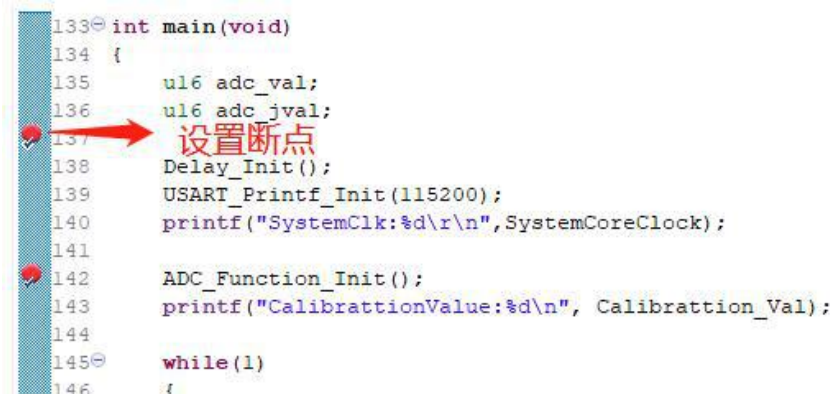 133 int main(void)
134 {
135 u16 adc_val;
136 u16 adc_jval;
137 设置断点
138 Delay_Init();
139 USART_Printf_Init(115200);
140 printf("SystemClk:%d\r\n",SystemCoreClock);
141
142 ADC_Function_Init();
143 printf("CalibrattionValue:%d\n", Calibrattion_Val);
144
145 while(1)
146 {